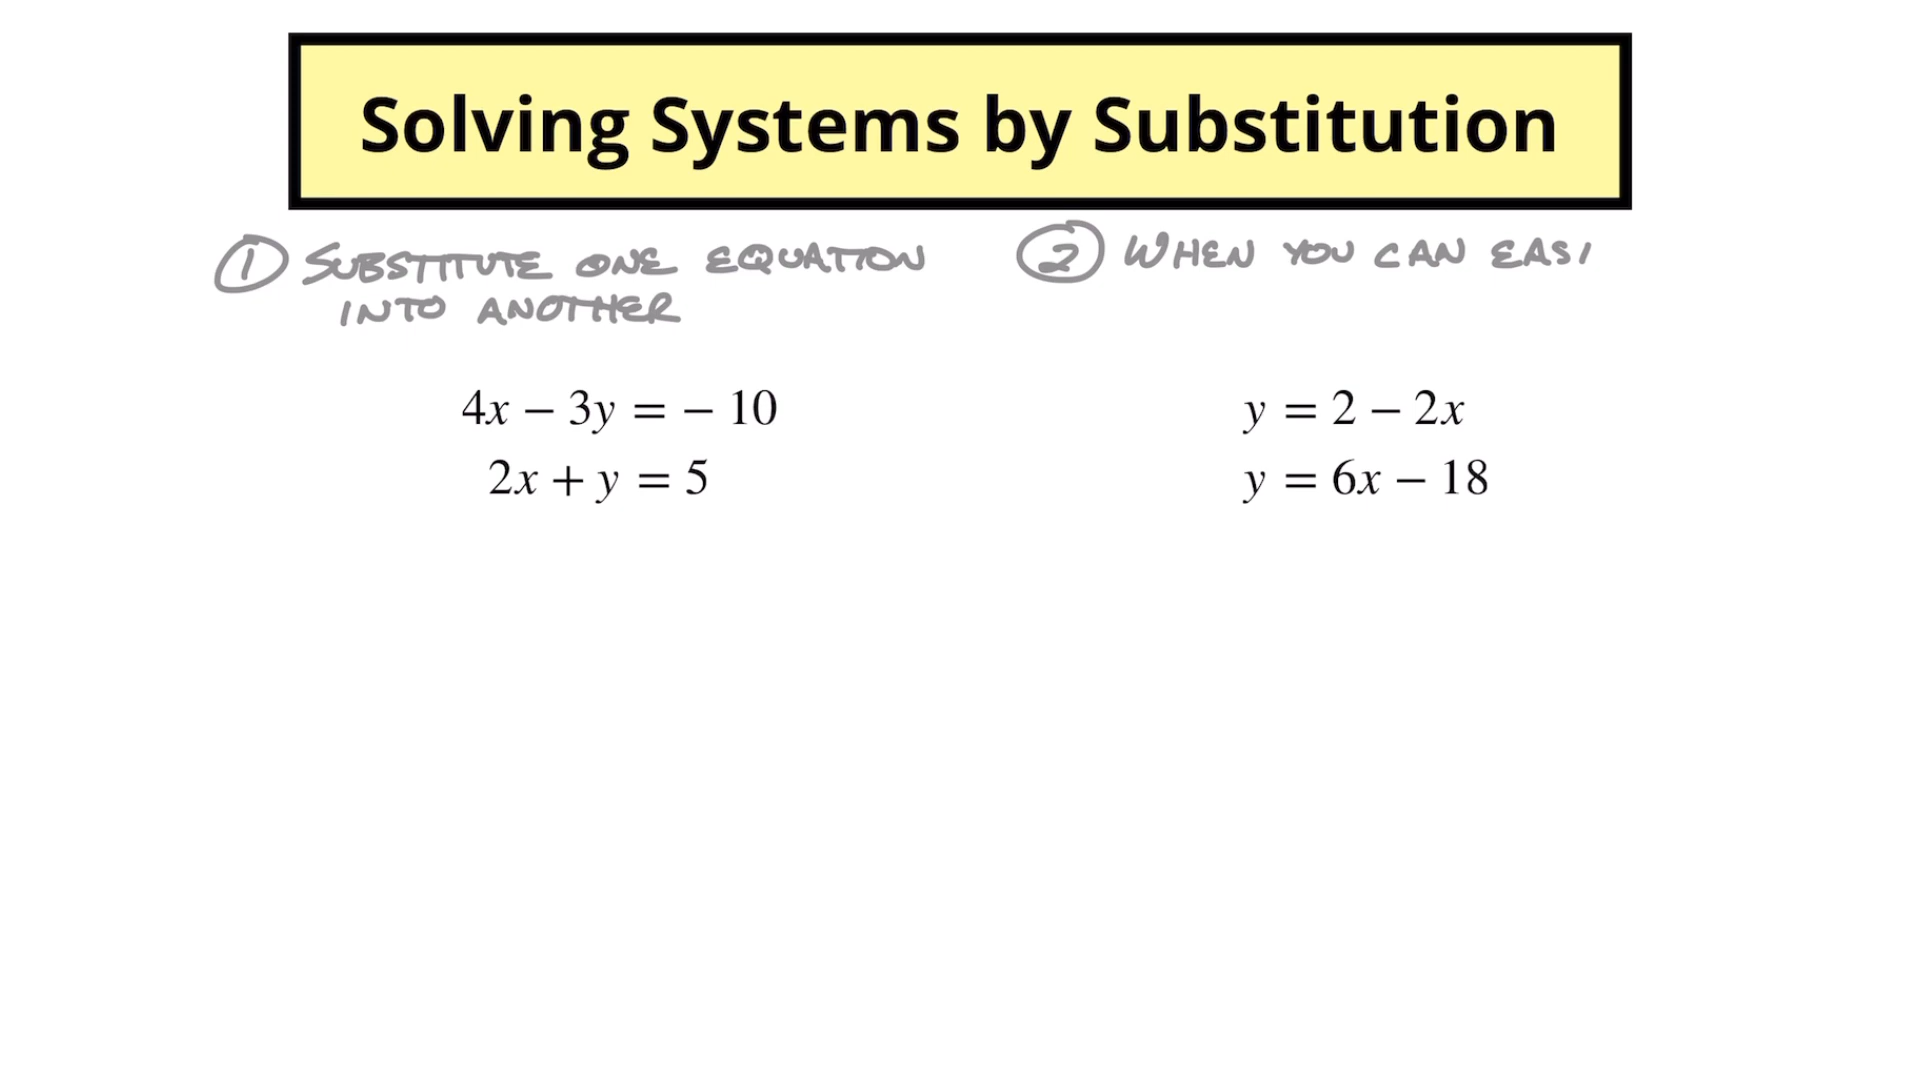 Solving Systems by Substitution
① SUBSTITUTE ONE EQUATION
INTO ANOTHER
② WHEN YOU CAN EASI
4x − 3y = − 10
2x + y = 5
y = 2 − 2x
y = 6x − 18